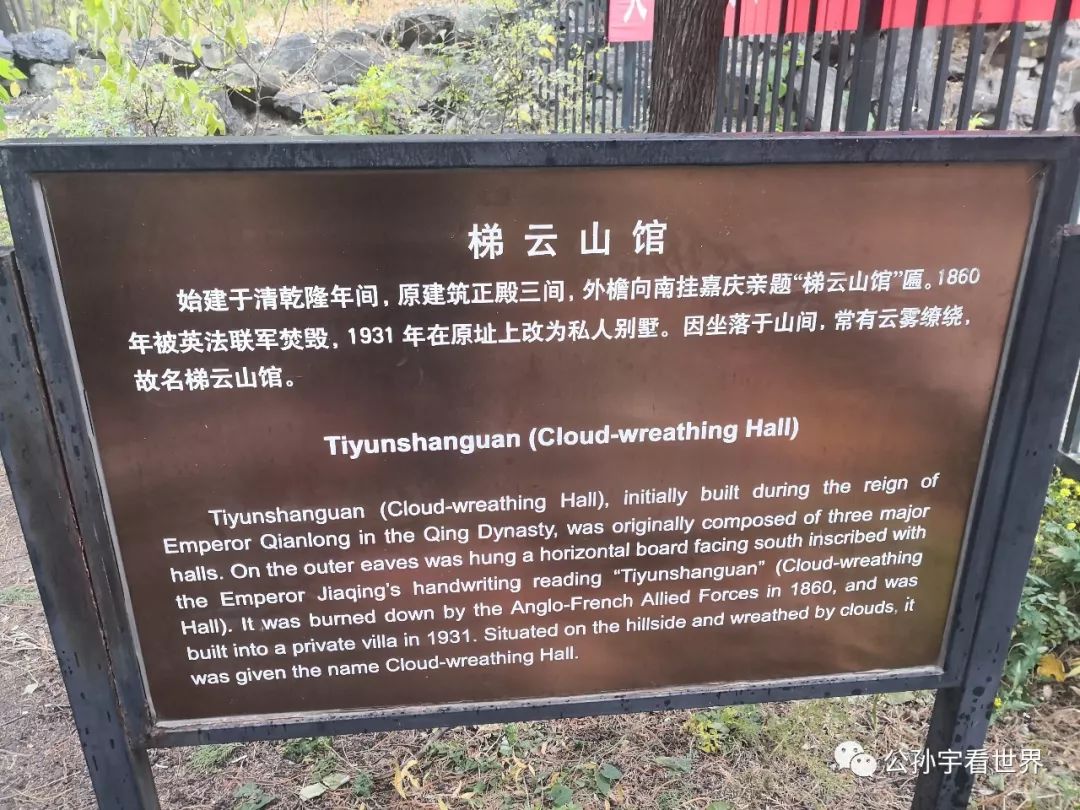 梯云山馆
始建于清乾隆年间，原建筑正殿三间，外檐向南挂嘉庆亲题“梯云山馆”匾。1860
年被英法联军焚毁，1931 年在原址上改为私人别墅。因坐落于山间，常有云雾缭绕，
故名梯云山馆。
Tiyunshanguan (Cloud-wreathing Hall)
Tiyunshanguan (Cloud-wreathing Hall), initially built during the reign of
Emperor Qianlong in the Qing Dynasty, was originally composed of three major
halls. On the outer eaves was hung a horizontal board facing south inscribed with
the Emperor Jiaqing's handwriting reading “Tiyunshanguan” (Cloud-wreathing
Hall). It was burned down by the Anglo-French Allied Forces in 1860, and was
built into a private villa in 1931. Situated on the hillside and wreathed by clouds, it
was given the name Cloud-wreathing Hall.
公孙宇看世界